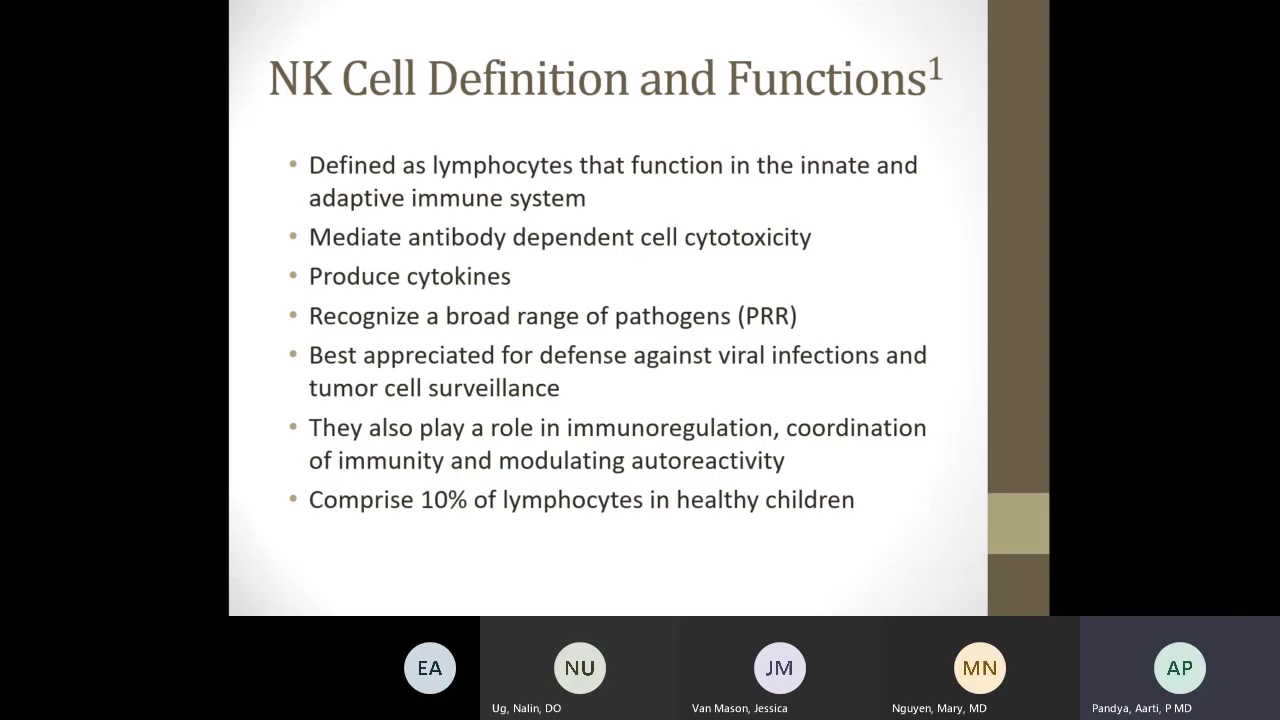 NK Cell Definition and Functions1
• Defined as lymphocytes that function in the innate and
adaptive immune system
• Mediate antibody dependent cell cytotoxicity
• Produce cytokines
• Recognize a broad range of pathogens (PRR)
• Best appreciated for defense against viral infections and
tumor cell surveillance
• They also play a role in immunoregulation, coordination
of immunity and modulating autoreactivity
• Comprise 10% of lymphocytes in healthy children
EA
NU
JM
MN
AP
Ug, Nalin, DO
Van Mason, Jessica
Nguyen, Mary, MD
Pandya, Aarti, P MD